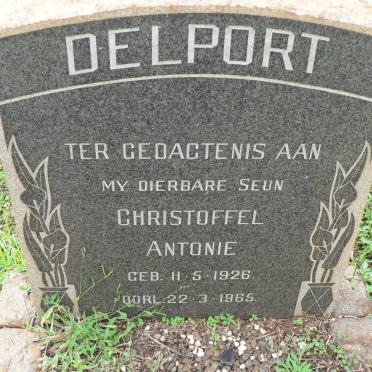 DELPORT
TER GEDAGTENIS AAN
MY DIERBARE SEUN
CHRISTOFFEL
ANTONIE
GEB. 11-5-1926.
OORL. 22-3-1965.